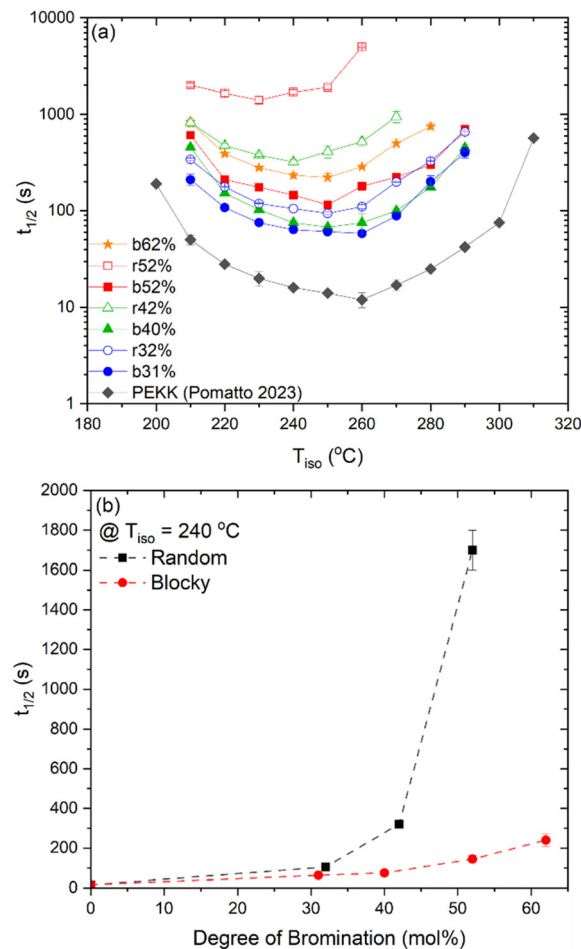 (a)
10000
1000
100
10
1
t1/2 (s)
b62%
r52%
b52%
r42%
b40%
r32%
b31%
PEKK (Pomatto 2023)
180 200 220 240 260 280 300 320
Tiso (oC)
(b)
@ Tiso = 240 °C
Random
Blocky
2000
1800
1600
1400
1200
1000
800
600
400
200
0
t1/2 (s)
0 10 20 30 40 50 60
Degree of Bromination (mol%)